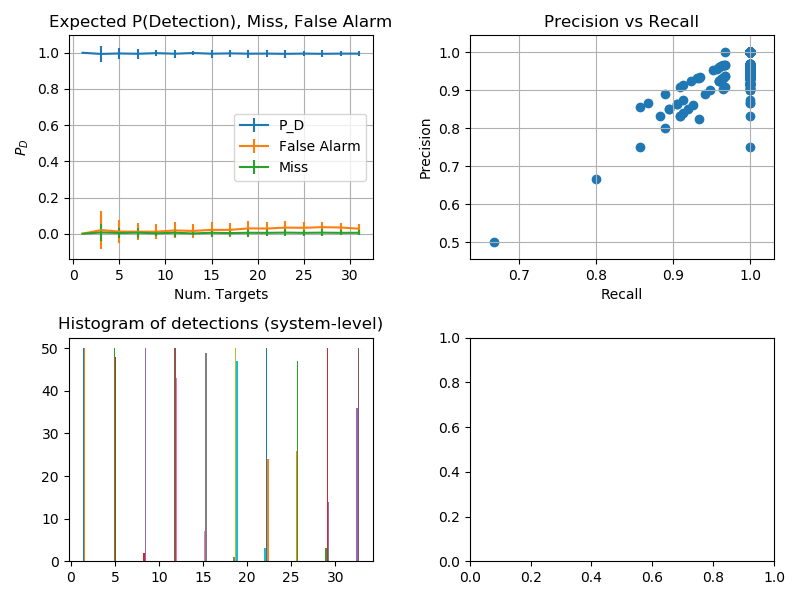 Expected P(Detection), Miss, False Alarm
1.0
0.8
0.6
0.4
0.2
0.0
P_D
P_D
False Alarm
Miss
0 5 10 15 20 25 30
Num. Targets
Precision vs Recall
1.0
0.9
0.8
0.7
0.6
0.5
Precision
0.7 0.8 0.9 1.0
Recall
Histogram of detections (system-level)
50
40
30
20
10
0
0 5 10 15 20 25 30
1.0
0.8
0.6
0.4
0.2
0.0
0.0 0.2 0.4 0.6 0.8 1.0